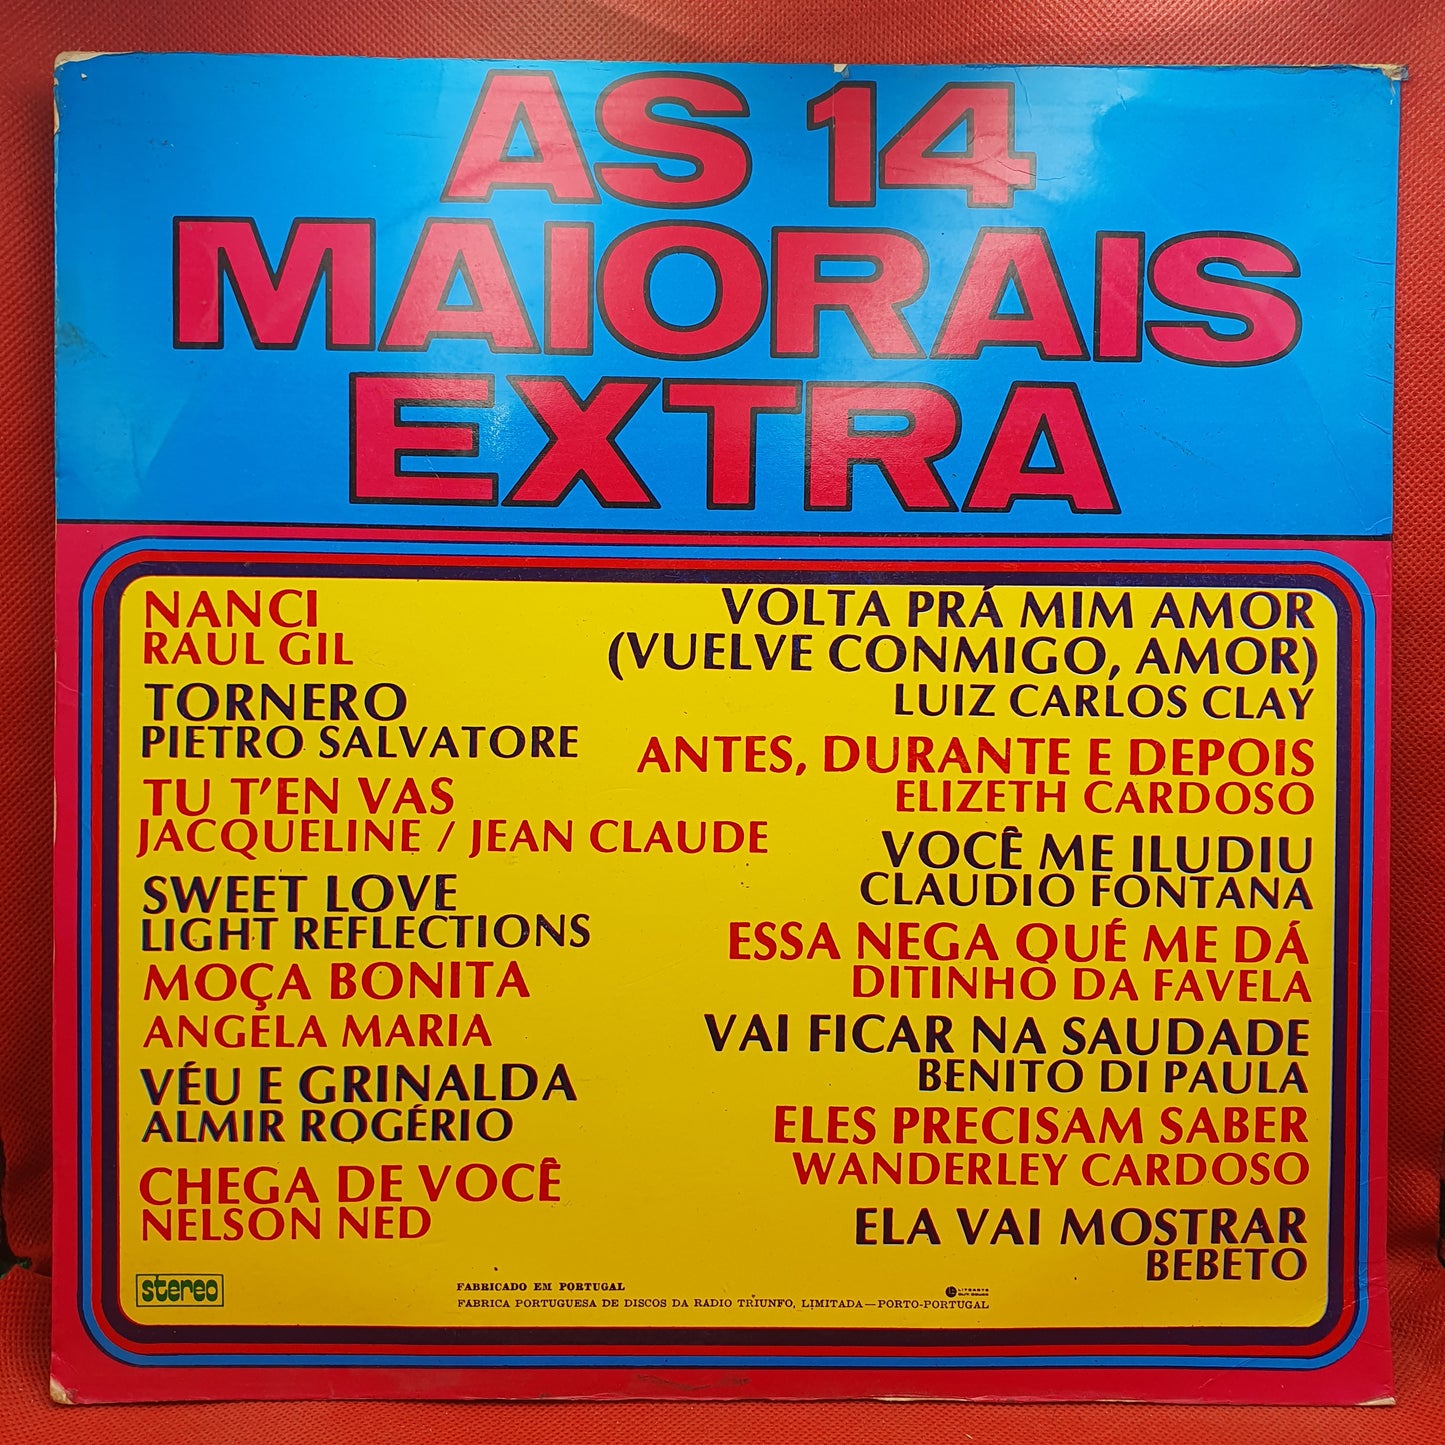 AS 14
MAIORAIS
EXTRA
NANCI
RAUL GIL
TORNERO
PIETRO SALVATORE
TU T'EN VAS
JACQUELINE / JEAN CLAUDE
SWEET LOVE
LIGHT REFLECTIONS
MOÇA BONITA
ANGELA MARIA
VÉU E GRINALDA
ALMIR ROGÉRIO
CHEGA DE VOCÊ
NELSON NED
VOLTA PRÁ MIM AMOR
(VUELVE CONMIGO, AMOR)
LUIZ CARLOS CLAY
ANTES, DURANTE E DEPOIS
ELIZETH CARDOSO
VOCÊ ME ILUDIU
CLAUDIO FONTANA
ESSA NEGA QUÉ ME DÁ
DITINHO DA FAVELA
VAI FICAR NA SAUDADE
BENITO DI PAULA
ELES PRECISAM SABER
WANDERLEY CARDOSO
ELA VAI MOSTRAR
BEBETO
stereo
FABRICADO EM PORTUGAL
FABRICA PORTUGUESA DE DISCOS DA RADIO TRIUNFO, LIMITADA—PORTO-PORTUGAL